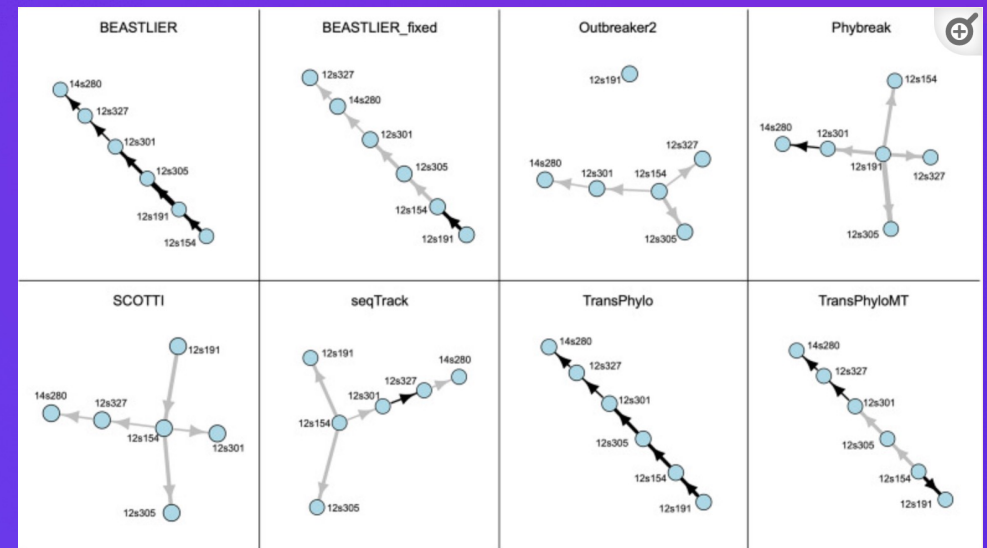 BEASTLIER
14s280
12s327
12s301
12s305
12s191
12s154
BEASTLIER_fixed
12s327
14s280
12s301
12s305
12s154
12s191
Outbreaker2
12s191
12s327
14s280
12s301
12s154
12s305
Phybreak
12s154
14s280
12s301
12s191
12s327
12s305
SCOTTI
12s191
14s280
12s327
12s154
12s301
12s305
seqTrack
12s191
14s280
12s327
12s301
12s154
12s305
TransPhylo
14s280
12s327
12s301
12s305
12s154
12s191
TransPhyloMT
14s280
12s327
12s301
12s305
12s154
12s191